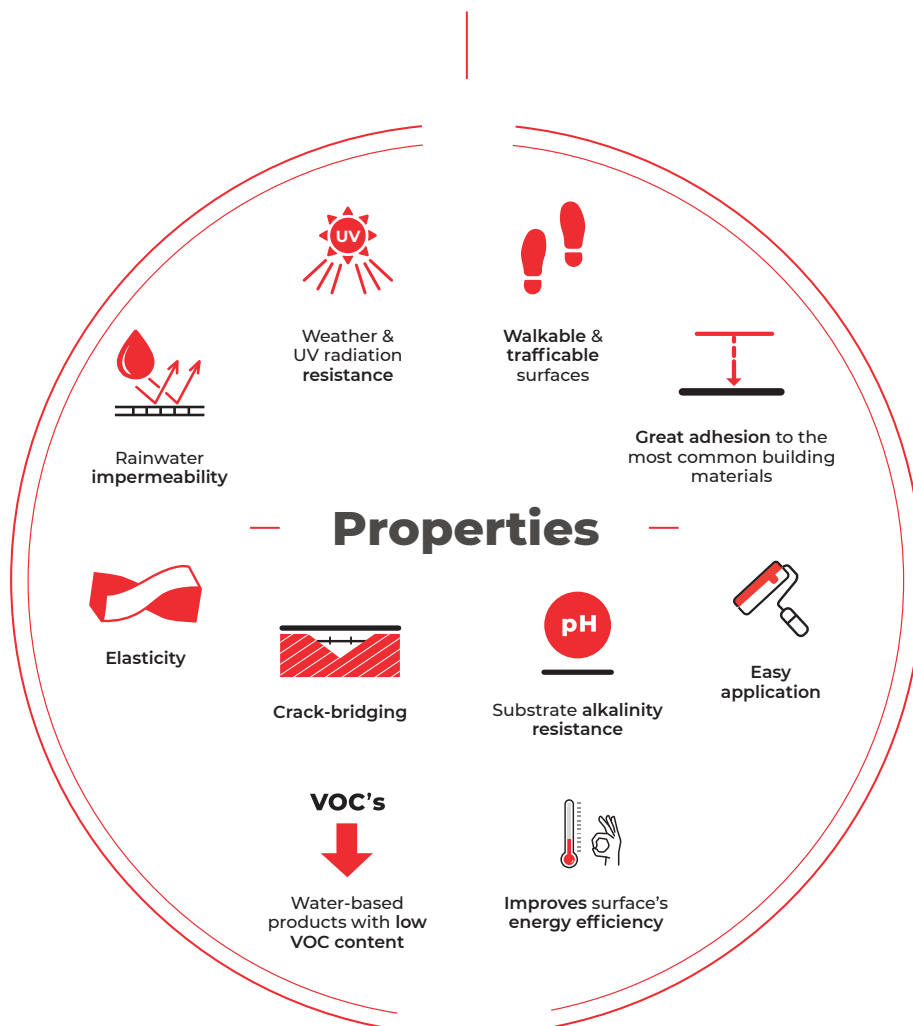 UV
Weather &
UV radiation
resistance
Walkable &
trafficable
surfaces
Rainwater
impermeability
Great adhesion to the
most common building
materials
Properties
Elasticity
Crack-bridging
pH
Substrate alkalinity
resistance
Easy
application
VOC's
Water-based
products with low
VOC content
Improves surface's
energy efficiency